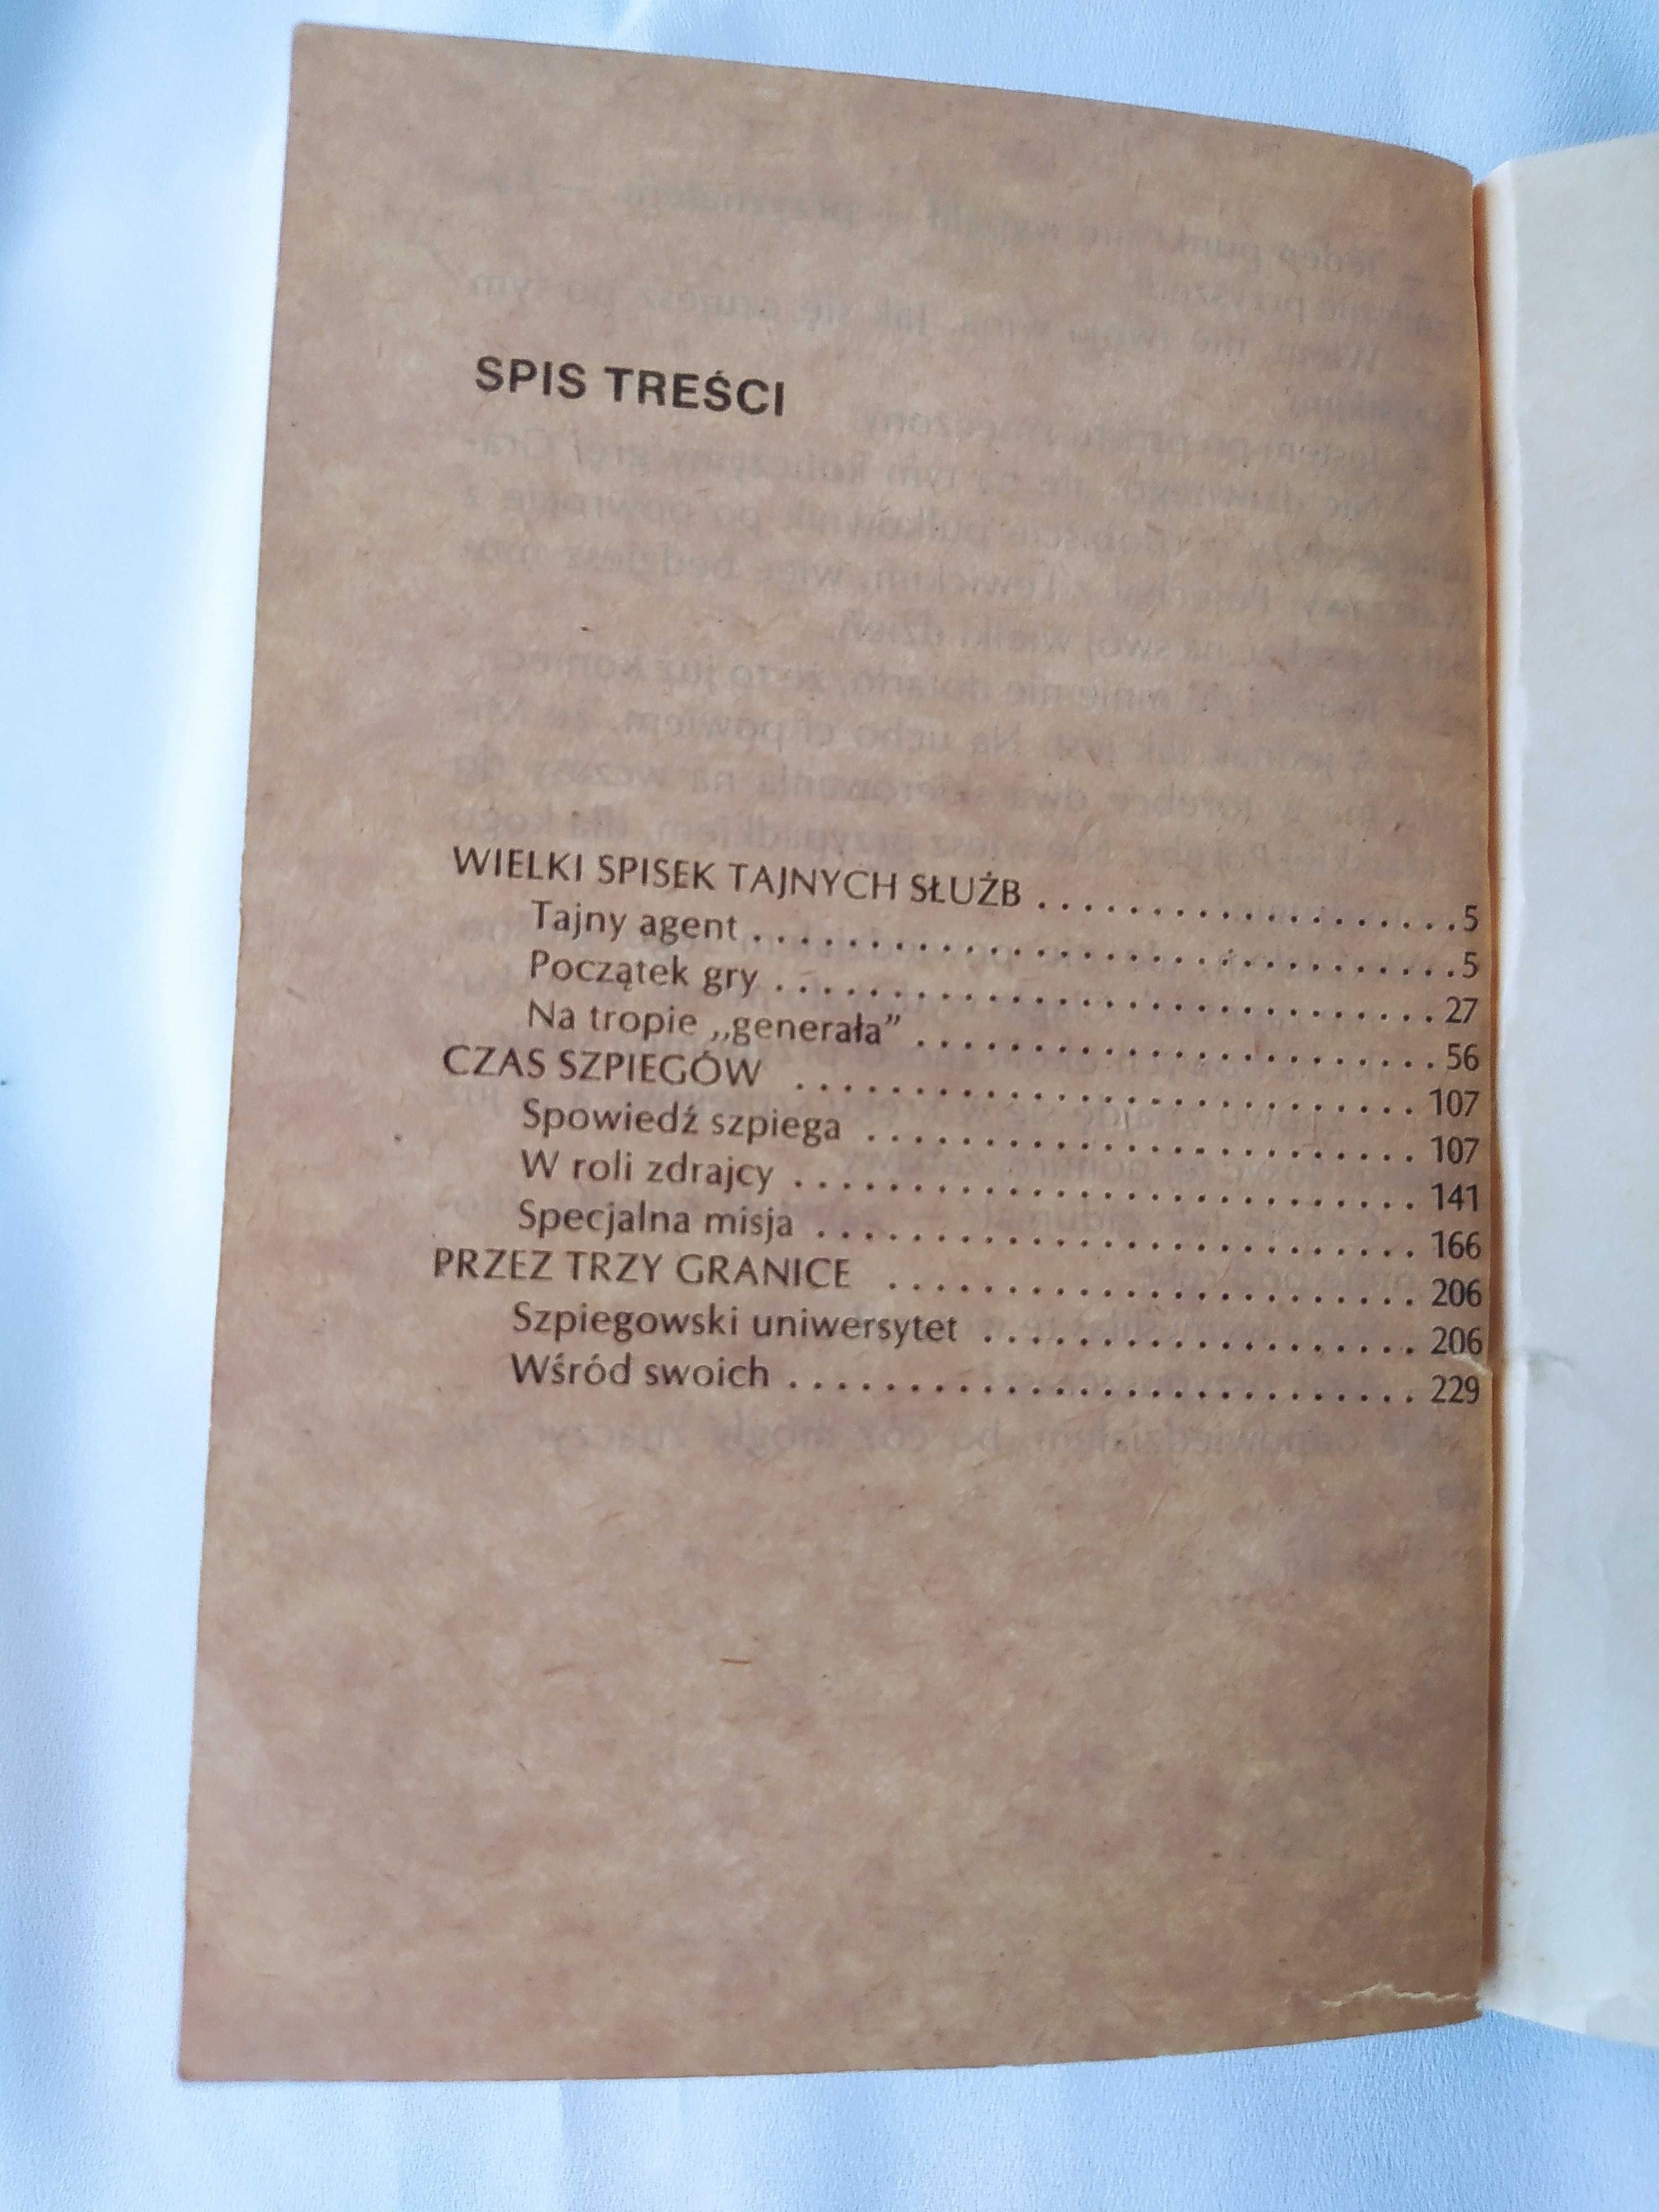 SPIS TREŚCI
WIELKI SPISEK TAJNYCH SŁUŻB . . . . . . . . . . . . . . . . . . 5
Tajny agent . . . . . . . . . . . . . . . . . . . . . . . . . . . . . . 5
Początek gry . . . . . . . . . . . . . . . . . . . . . . . . . . . . 27
Na tropie „generała” . . . . . . . . . . . . . . . . . . . . . . 56
CZAS SZPIEGÓW . . . . . . . . . . . . . . . . . . . . . . . . . . 107
Spowiedź szpiega . . . . . . . . . . . . . . . . . . . . . . . 107
W roli zdrajcy . . . . . . . . . . . . . . . . . . . . . . . . . . 141
Specjalna misja . . . . . . . . . . . . . . . . . . . . . . . . . 166
PRZEZ TRZY GRANICE . . . . . . . . . . . . . . . . . . . . . . 206
Szpiegowski uniwersytet . . . . . . . . . . . . . . . . . . 206
Wśród swoich . . . . . . . . . . . . . . . . . . . . . . . . . . 229